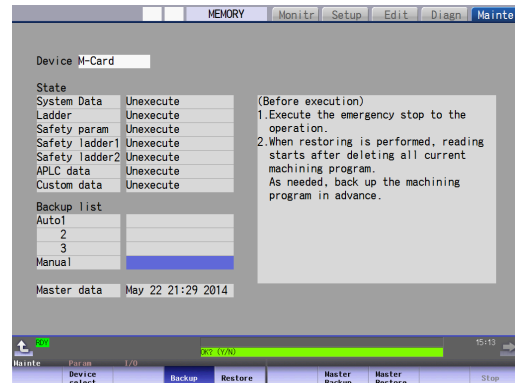 MEMORY Monitr Setup Edit Diagn Mainte
Device M-Card
State
System Data Unexecute
Ladder Unexecute
Safety param Unexecute
Safety ladder1 Unexecute
Safety ladder2 Unexecute
APLC data Unexecute
Custom data Unexecute
Backup list
Auto1
2
3
Manual
Master data May 22 21:29 2014
(Before execution)
1.Execute the emergency stop to the
operation.
2.When restoring is performed, reading
starts after deleting all current
machining program.
As needed, back up the machining
program in advance.
RDY 15:13
OK? (Y/N)
Mainte Param I/O
Device select Backup Restore Master Backup Master Restore Stop